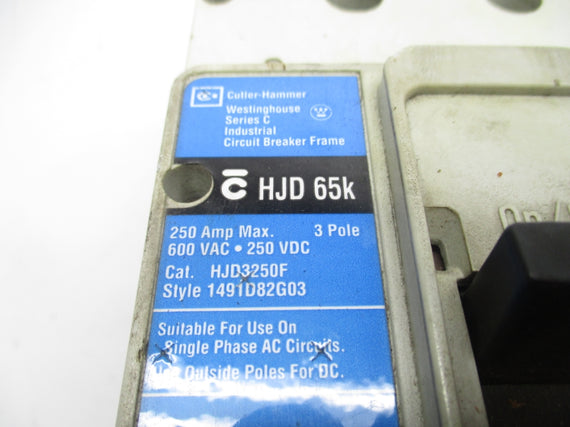 Cutler-Hammer
Westinghouse
Series C
Industrial
Circuit Breaker Frame
C HJD 65k
250 Amp Max. 3 Pole
600 VAC • 250 VDC
Cat. HJD3250F
Style 1491D82G03
Suitable For Use On
Single Phase AC Circuits.
Outside Poles For DC.
On/